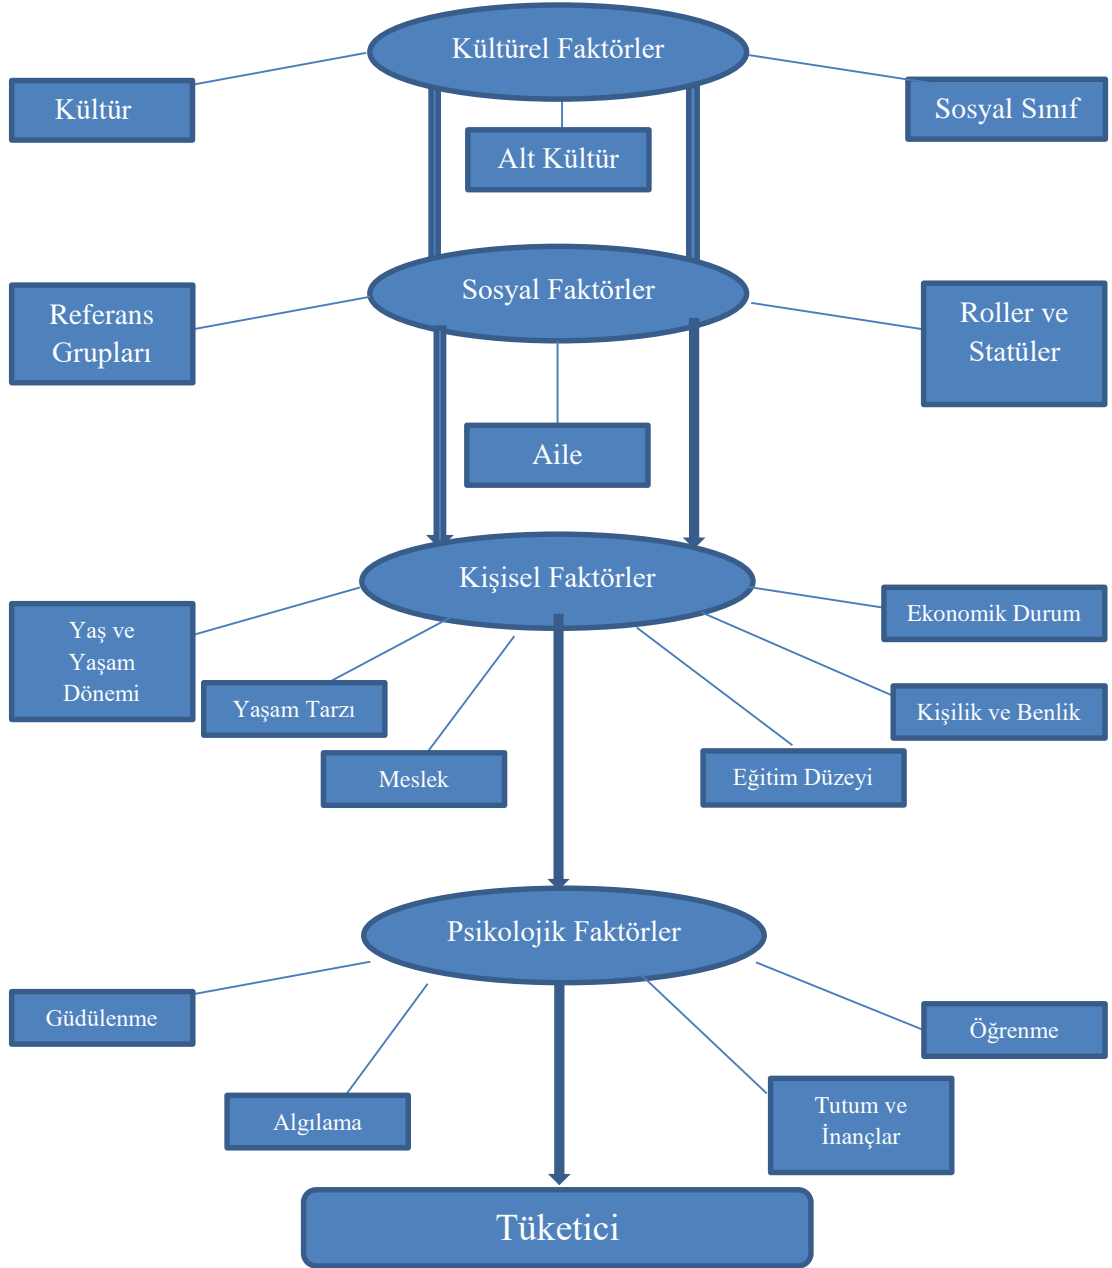 Kültürel Faktörler
Kültür
Sosyal Sınıf
Alt Kültür
Sosyal Faktörler
Referans
Grupları
Roller ve
Statüler
Aile
Kişisel Faktörler
Ekonomik Durum
Yaş ve
Yaşam
Dönemi
Yaşam Tarzı
Kişilik ve Benlik
Meslek
Eğitim Düzeyi
Psikolojik Faktörler
Güdülenme
Öğrenme
Algılama
Tutum ve
İnançlar
Tüketici